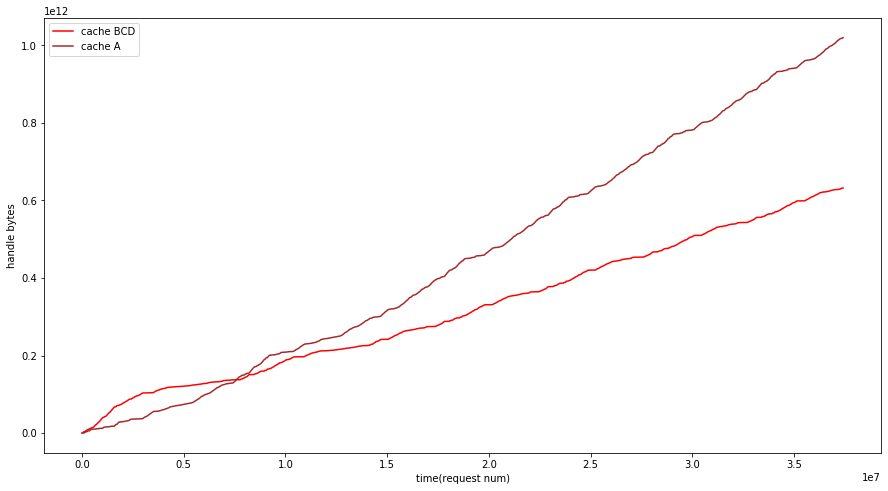 1e12
cache BCD
cache A
1.0
0.8
0.6
0.4
0.2
0.0
handle bytes
0.0 0.5 1.0 1.5 2.0 2.5 3.0 3.5
1e7
time(request num)